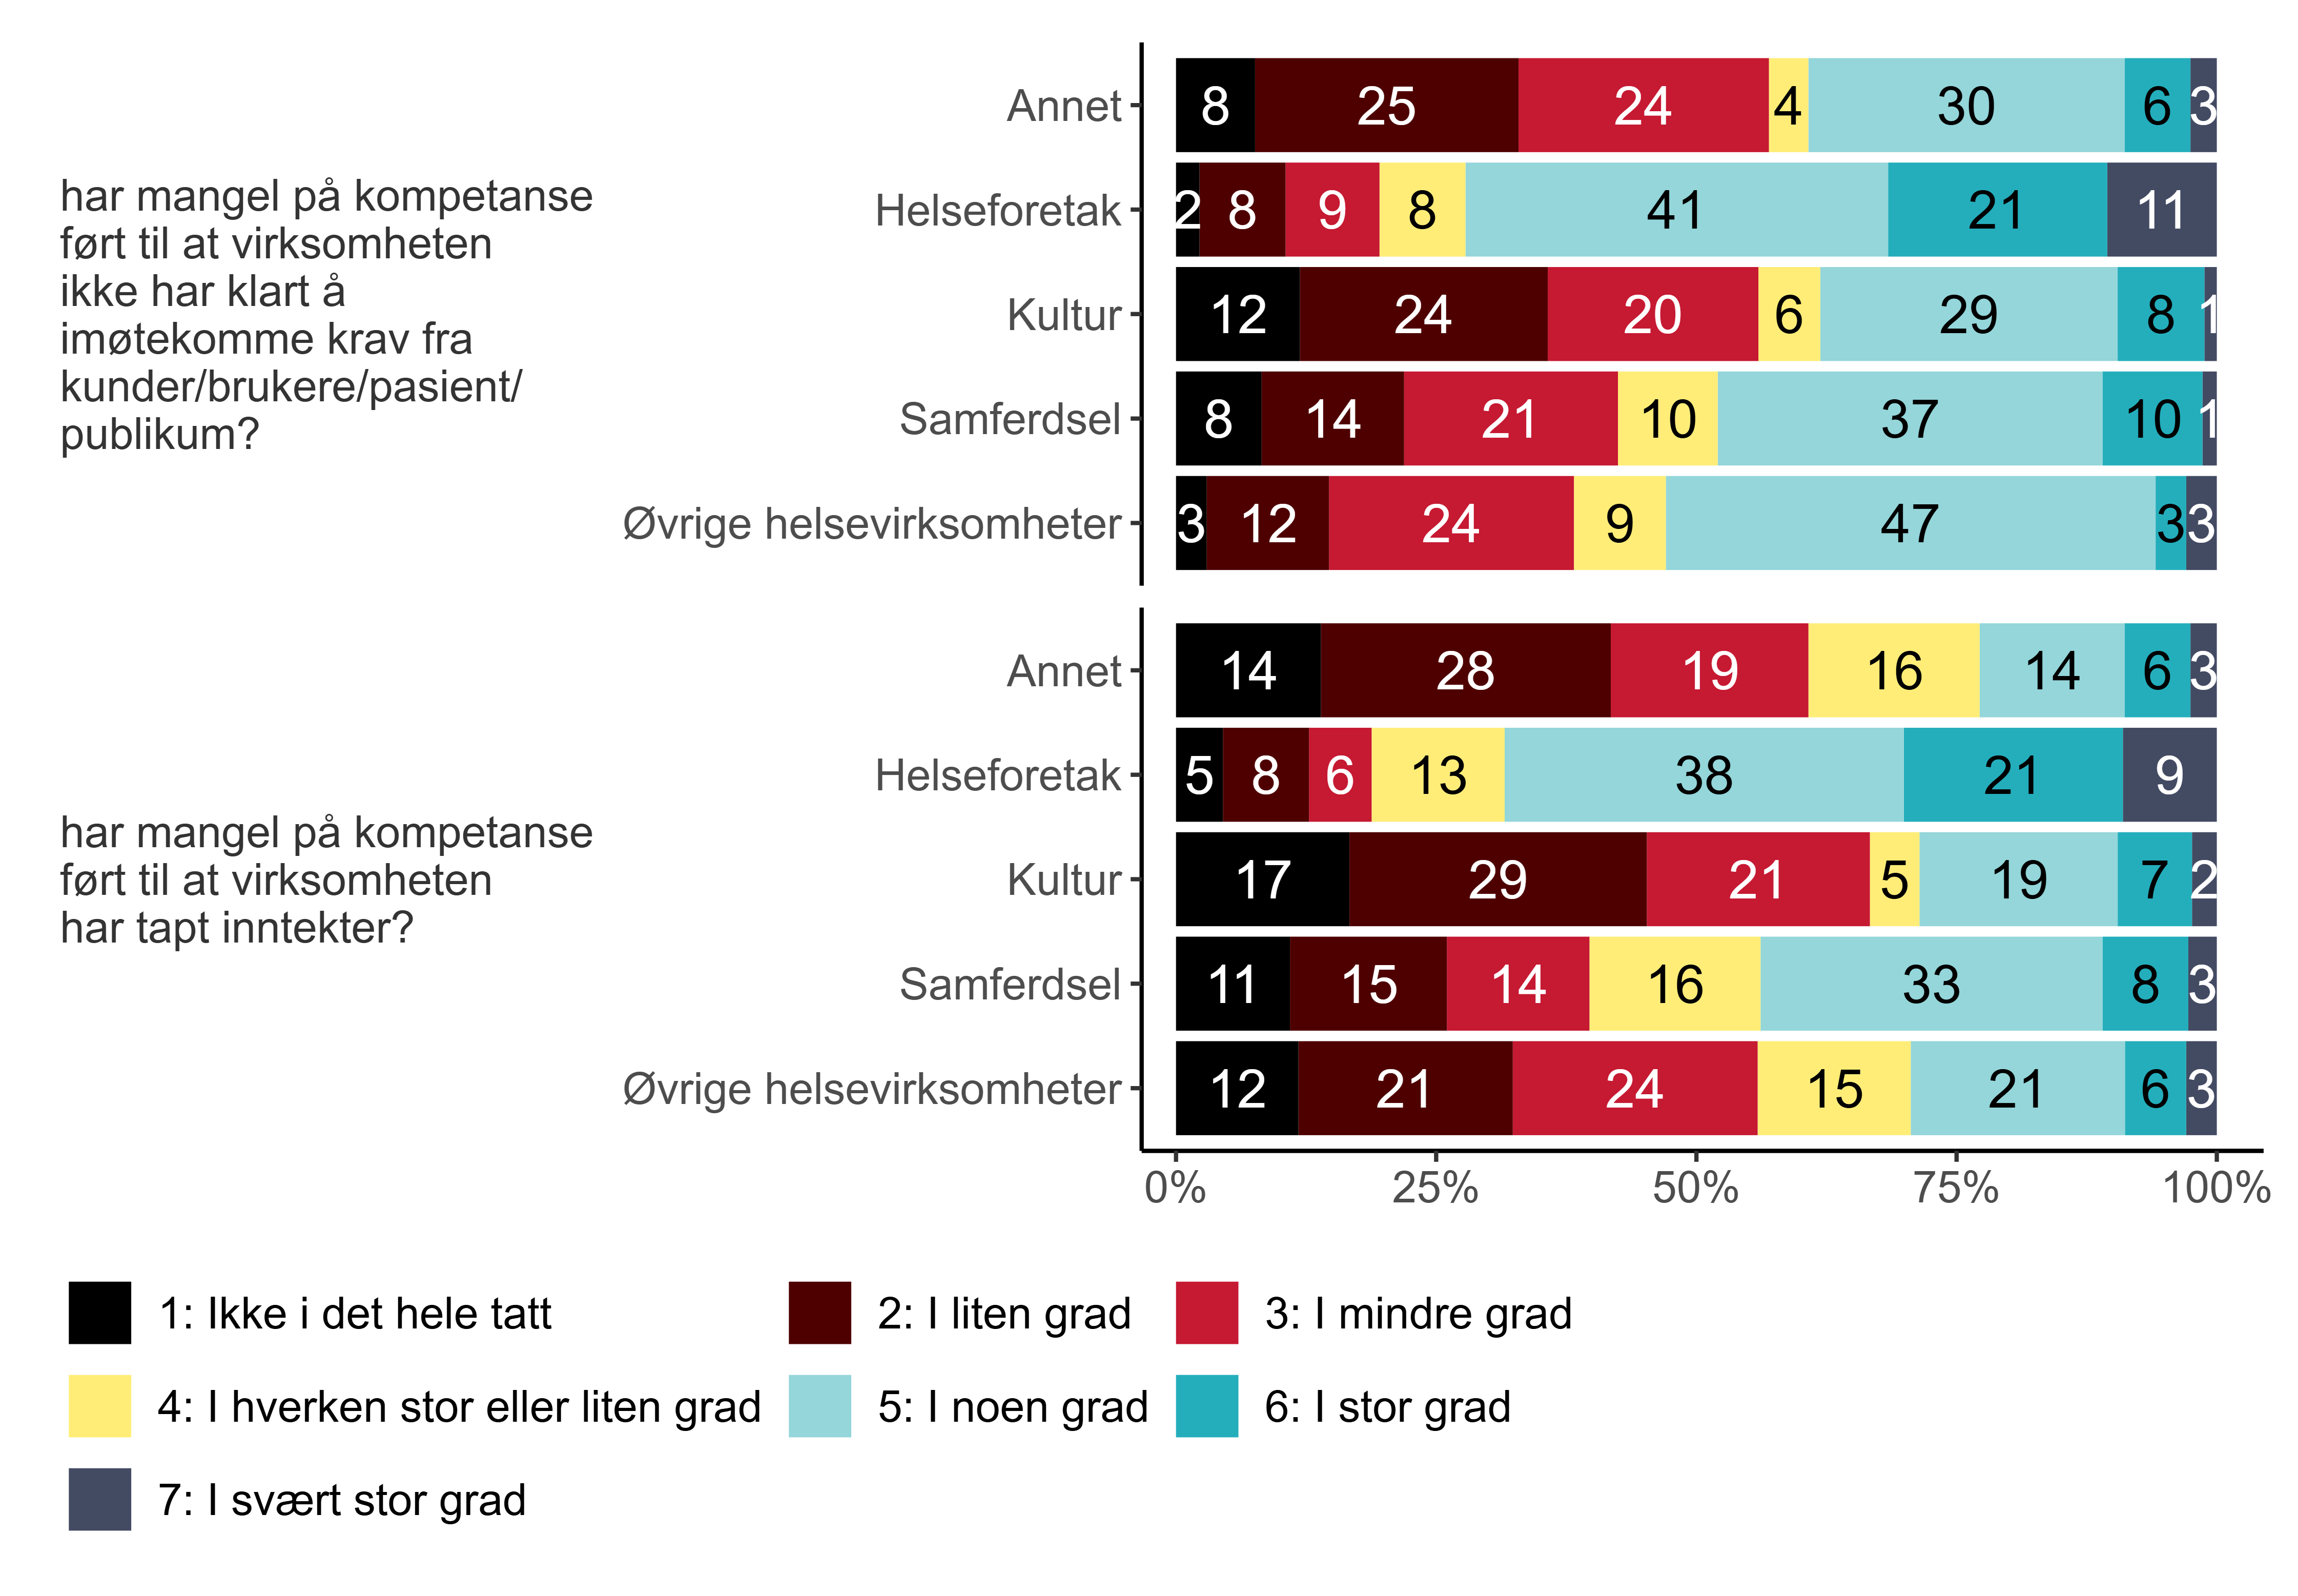 har mangel på kompetanse
ført til at virksomheten
ikke har klart å
imøtekomme krav fra
kunder/brukere/pasient/
publikum?
Annet 8 25 24 4 30 6 3
Helseforetak 2 8 9 8 41 21 11
Kultur 12 24 20 6 29 8 1
Samferdsel 8 14 21 10 37 10 1
Øvrige helsevirksomheter 3 12 24 9 47 3 3
har mangel på kompetanse
ført til at virksomheten
har tapt inntekter?
Annet 14 28 19 16 14 6 3
Helseforetak 5 8 6 13 38 21 9
Kultur 17 29 21 5 19 7 2
Samferdsel 11 15 14 16 33 8 3
Øvrige helsevirksomheter 12 21 24 15 21 6 3
0% 25% 50% 75% 100%
1: Ikke i det hele tatt 2: I liten grad 3: I mindre grad
4: I hverken stor eller liten grad 5: I noen grad 6: I stor grad
7: I svært stor grad